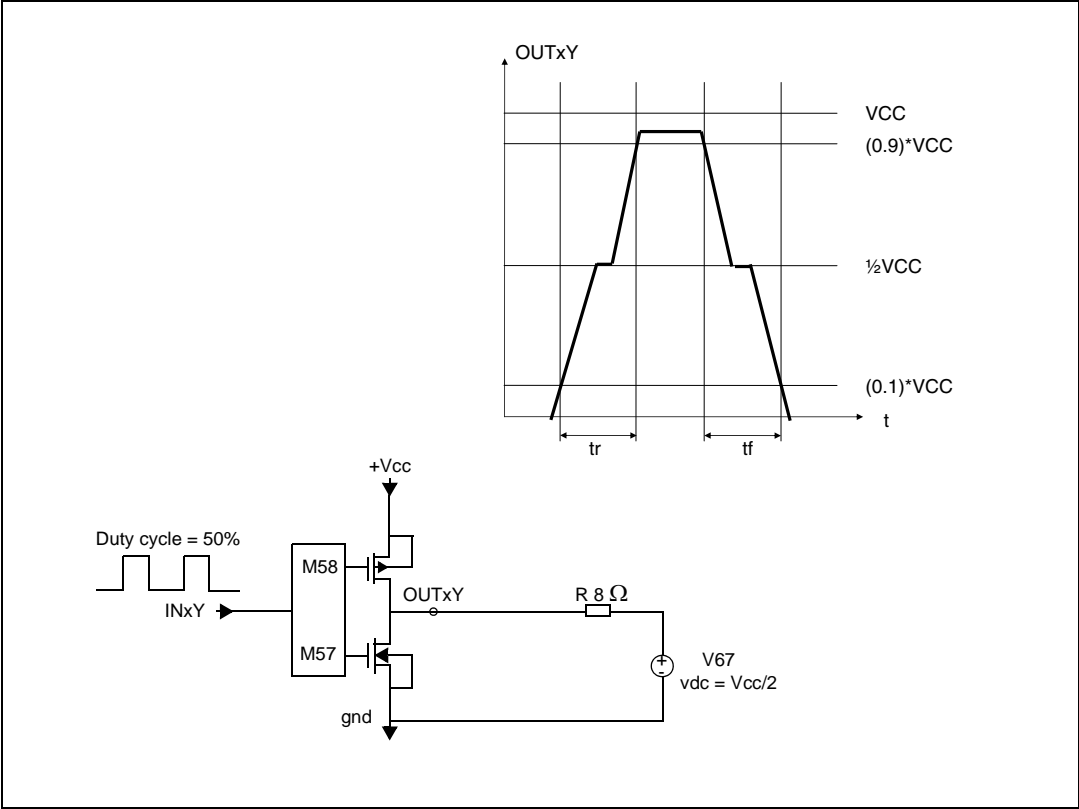 OUTxY
VCC
(0.9)*VCC
½VCC
(0.1)*VCC
t
tr
tf
+Vcc
Duty cycle = 50%
M58
OUTxY
R 8 Ω
INxY
M57
V67
vdc = Vcc/2
+
-
gnd